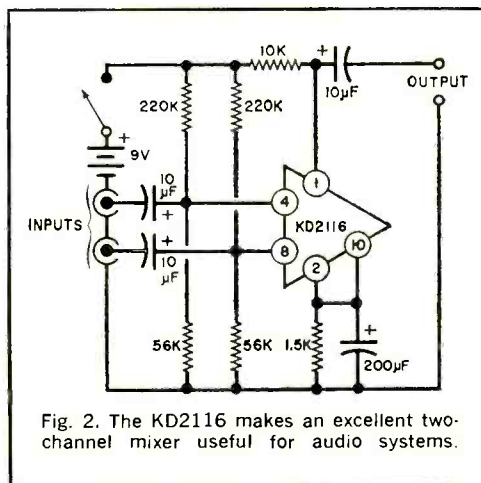 10K
+
10µF
OUTPUT
220K
220K
+
9V
10
µF
+
INPUTS
10
µF
+
4
1
KD2116
8
2
10
56K
56K
1.5K
+
200µF
Fig. 2. The KD2116 makes an excellent two-
channel mixer useful for audio systems.